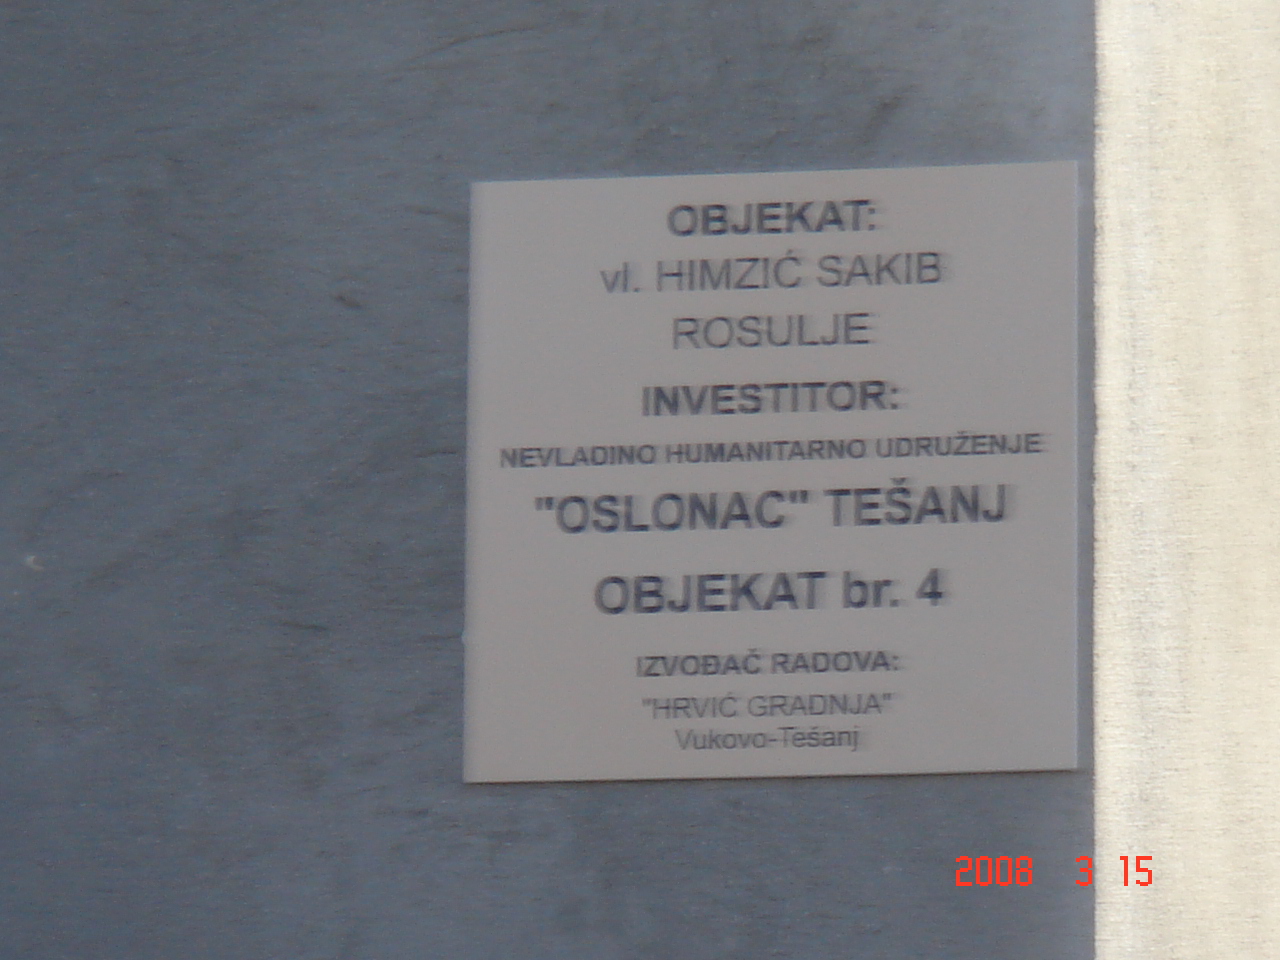 OBJEKAT:
vl. HIMZIĆ SAKIB
ROSULJE
INVESTITOR:
NEVLADINO HUMANITARNO UDRUŽENJE
"OSLONAC" TEŠANJ
OBJEKAT br. 4
IZVOĐAČ RADOVA:
"HRVIĆ GRADNJA"
Vukovo-Tešanj
2008 3 15